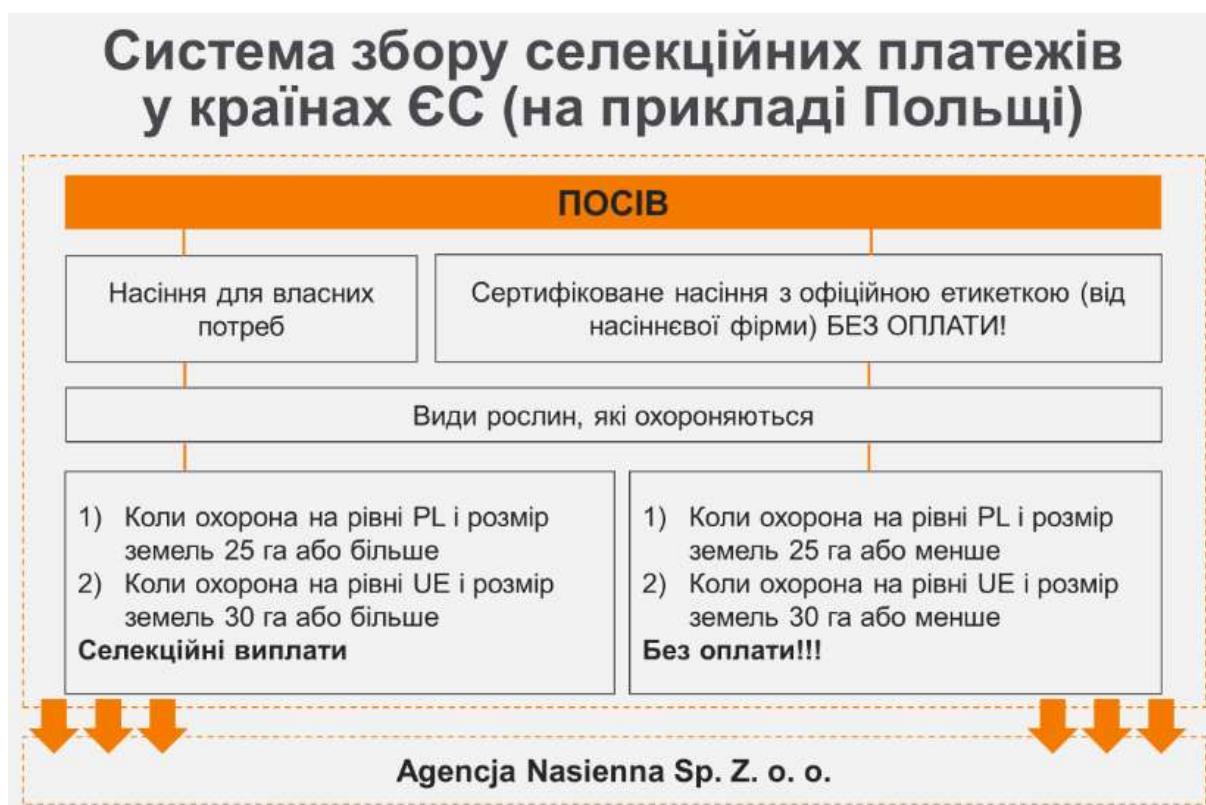 Система збору селекційних платежів
у країнах ЄС (на прикладі Польщі)
ПОСІВ
Насіння для власних
потреб
Сертифіковане насіння з офіційною етикеткою (від
насіннєвої фірми) БЕЗ ОПЛАТИ!
Види рослин, які охороняються
1) Коли охорона на рівні PL і розмір
земель 25 га або більше
2) Коли охорона на рівні UE і розмір
земель 30 га або більше
Селекційні виплати
1) Коли охорона на рівні PL і розмір
земель 25 га або менше
2) Коли охорона на рівні UE і розмір
земель 30 га або менше
Без оплати!!!
Agencja Nasienna Sp. Z. o. o.